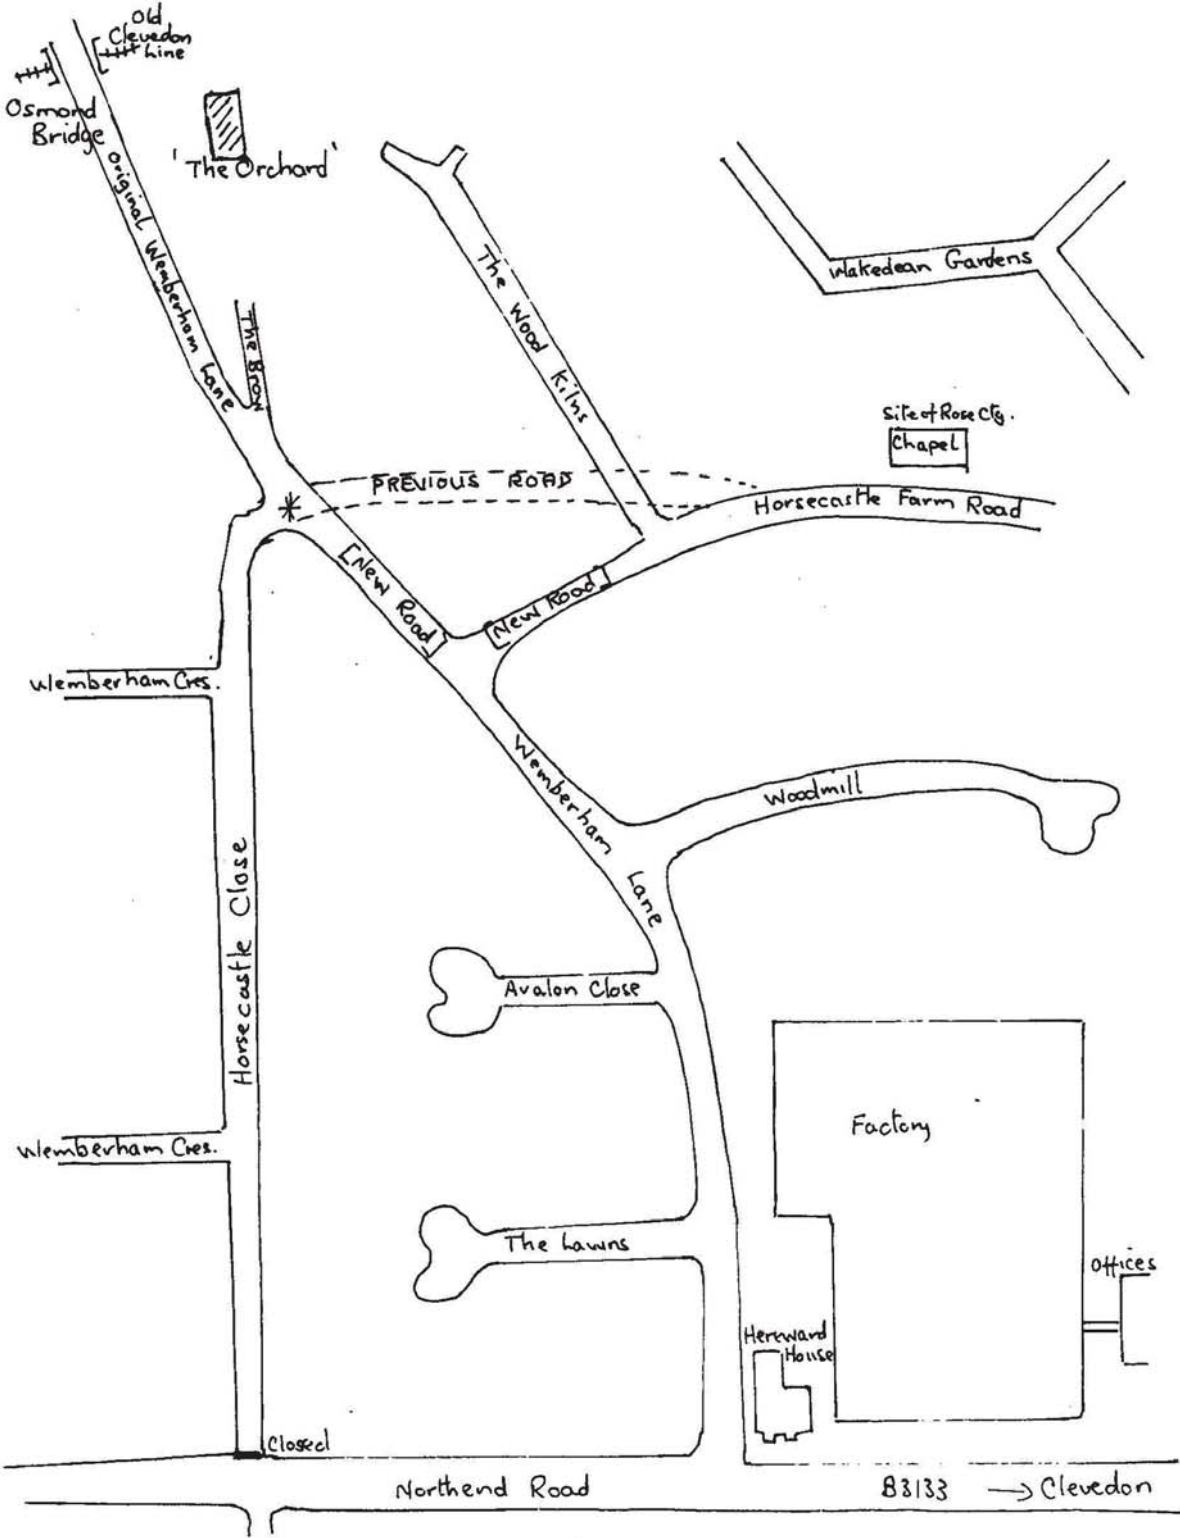 Old
Clevedon
Line
Osmond
Bridge
'The Orchard'
Original Wemberham Lane
The Brow
The Wood Kilns
Wakedean Gardens
Site of Rose Ctg.
Chapel
PREVIOUS ROAD
Horsecastle Farm Road
[New Road]
[New Road]
Wemberham Cres.
Wemberham
Lane
Woodmill
Horsecastle Close
Avalon Close
Factory
Wemberham Cres.
The Lawns
Offices
Hereward
House
Closed
Northend Road
B3133 → Clevedon